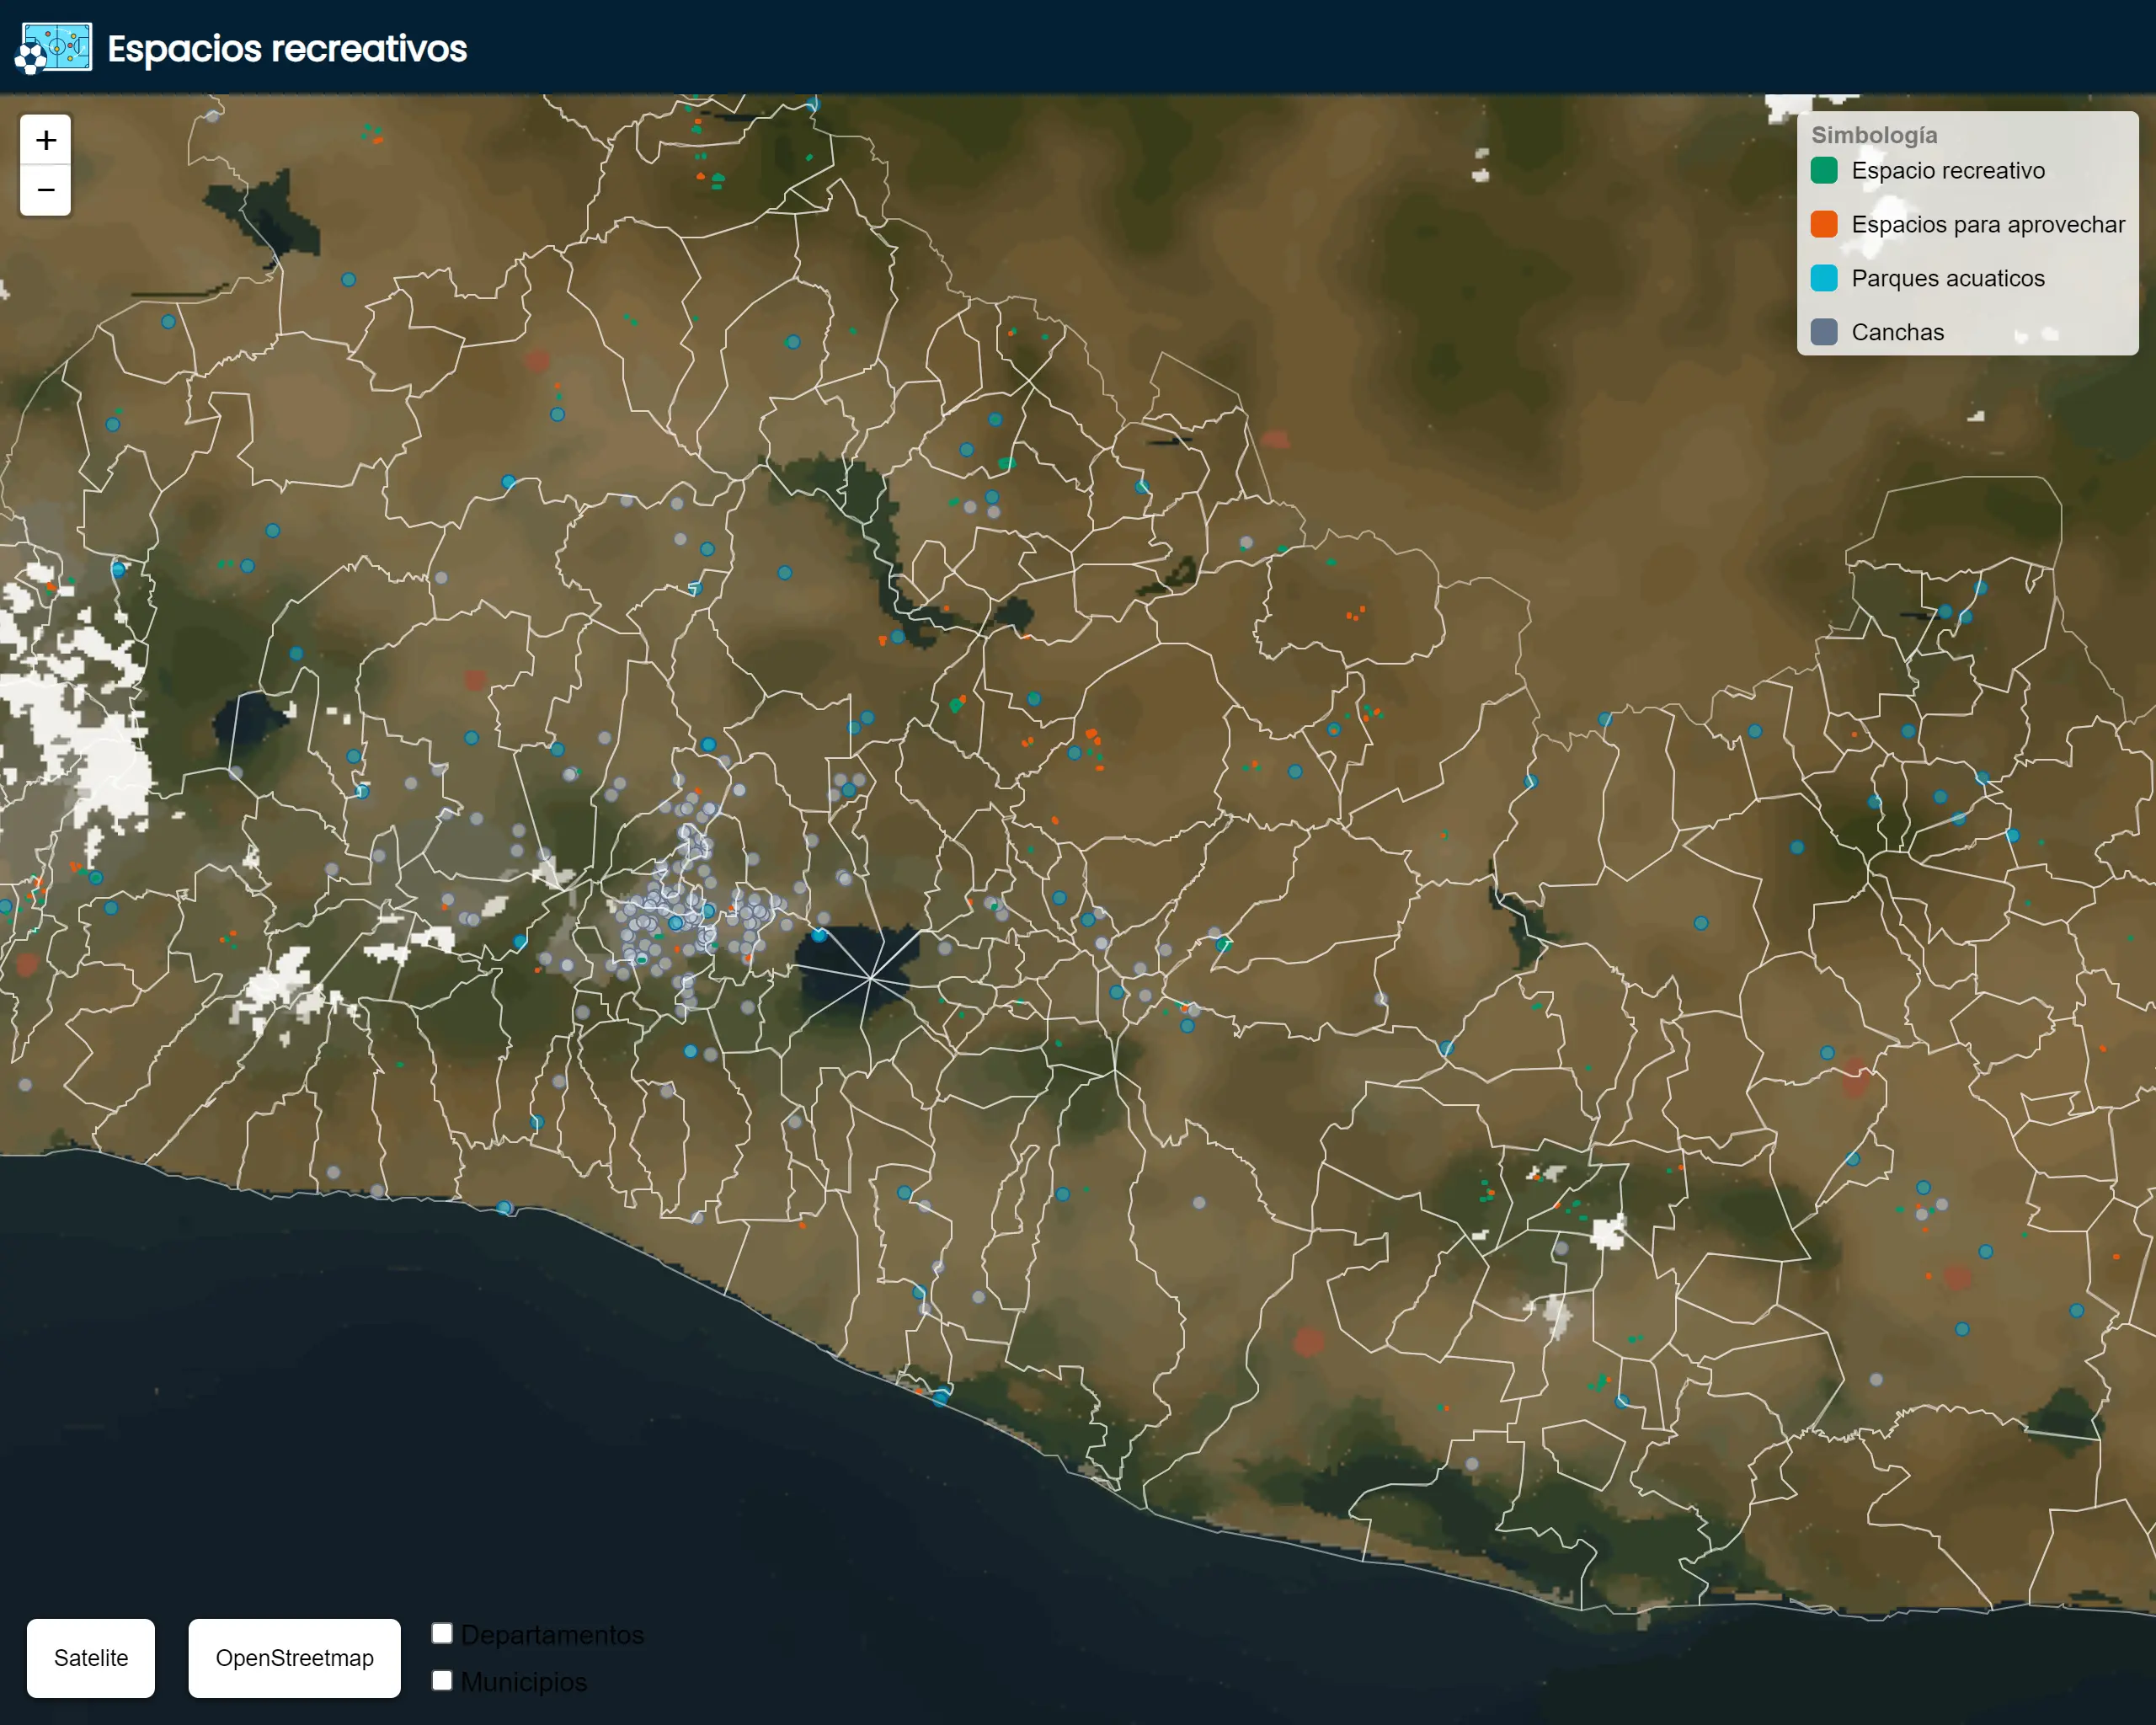 Espacios recreativos
+
−
Simbología
Espacio recreativo
Espacios para aprovechar
Parques acuaticos
Canchas
Satelite
OpenStreetmap
Departamentos
Municipios